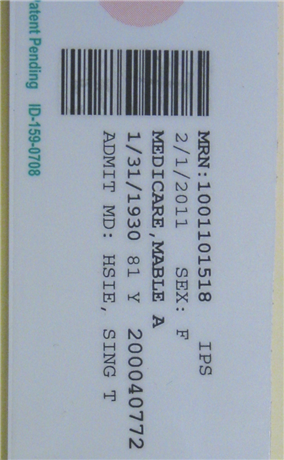 MRN:1001101518 IPS
2/1/2011 SEX: F
MEDICARE,MABLE A
1/31/1930 81 Y 200040772
ADMIT MD: HSIE, SING T
Patent Pending ID-159-0708